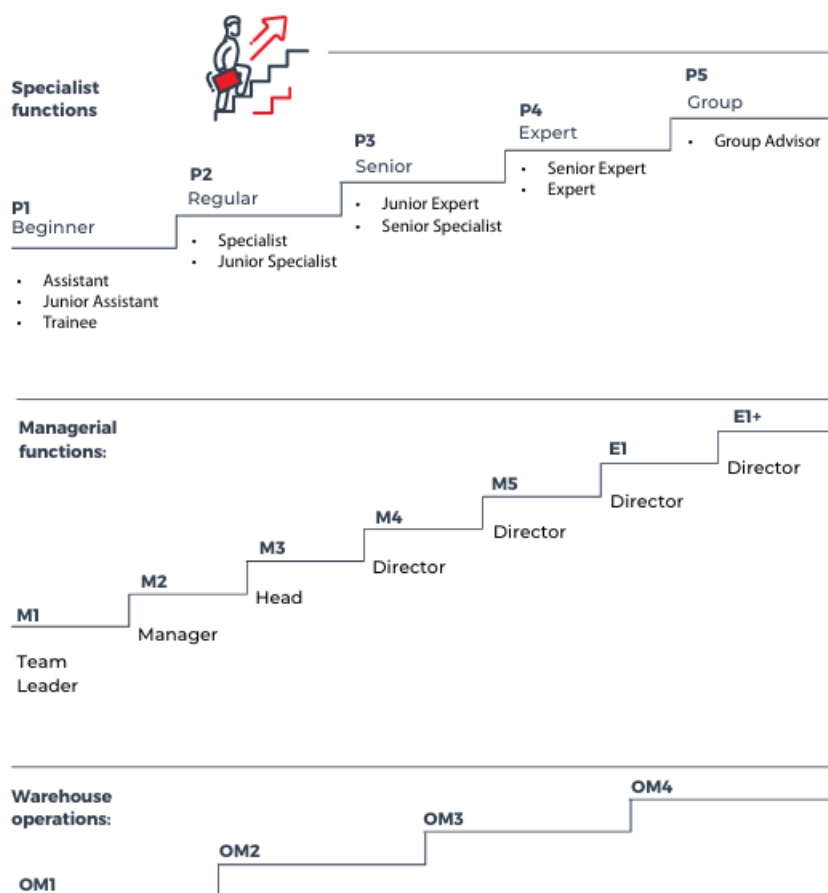 Specialist
functions
P1
Beginner
• Assistant
• Junior Assistant
• Trainee
P2
Regular
• Specialist
• Junior Specialist
P3
Senior
• Junior Expert
• Senior Specialist
P4
Expert
• Senior Expert
• Expert
P5
Group
• Group Advisor
Managerial
functions:
M1
Team
Leader
M2
Manager
M3
Head
M4
Director
M5
Director
E1
Director
E1+
Director
Warehouse
operations:
OM1
OM2
OM3
OM4